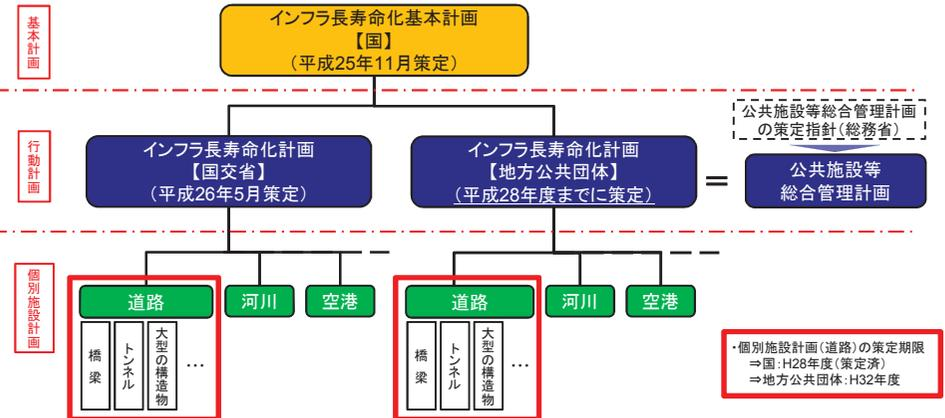 基本計画
インフラ長寿命化基本計画
【国】
（平成25年11月策定）
行動計画
インフラ長寿命化計画
【国交省】
（平成26年5月策定）
インフラ長寿命化計画
【地方公共団体】
（平成28年度までに策定）
＝
公共施設等総合管理計画
の策定指針（総務省）
公共施設等
総合管理計画
個別施設計画
道路
河川
空港
橋梁
トンネル
大型の構造物
…
道路
河川
空港
橋梁
トンネル
大型の構造物
…
・個別施設計画（道路）の策定期限
⇒国：H28年度（策定済）
⇒地方公共団体：H32年度